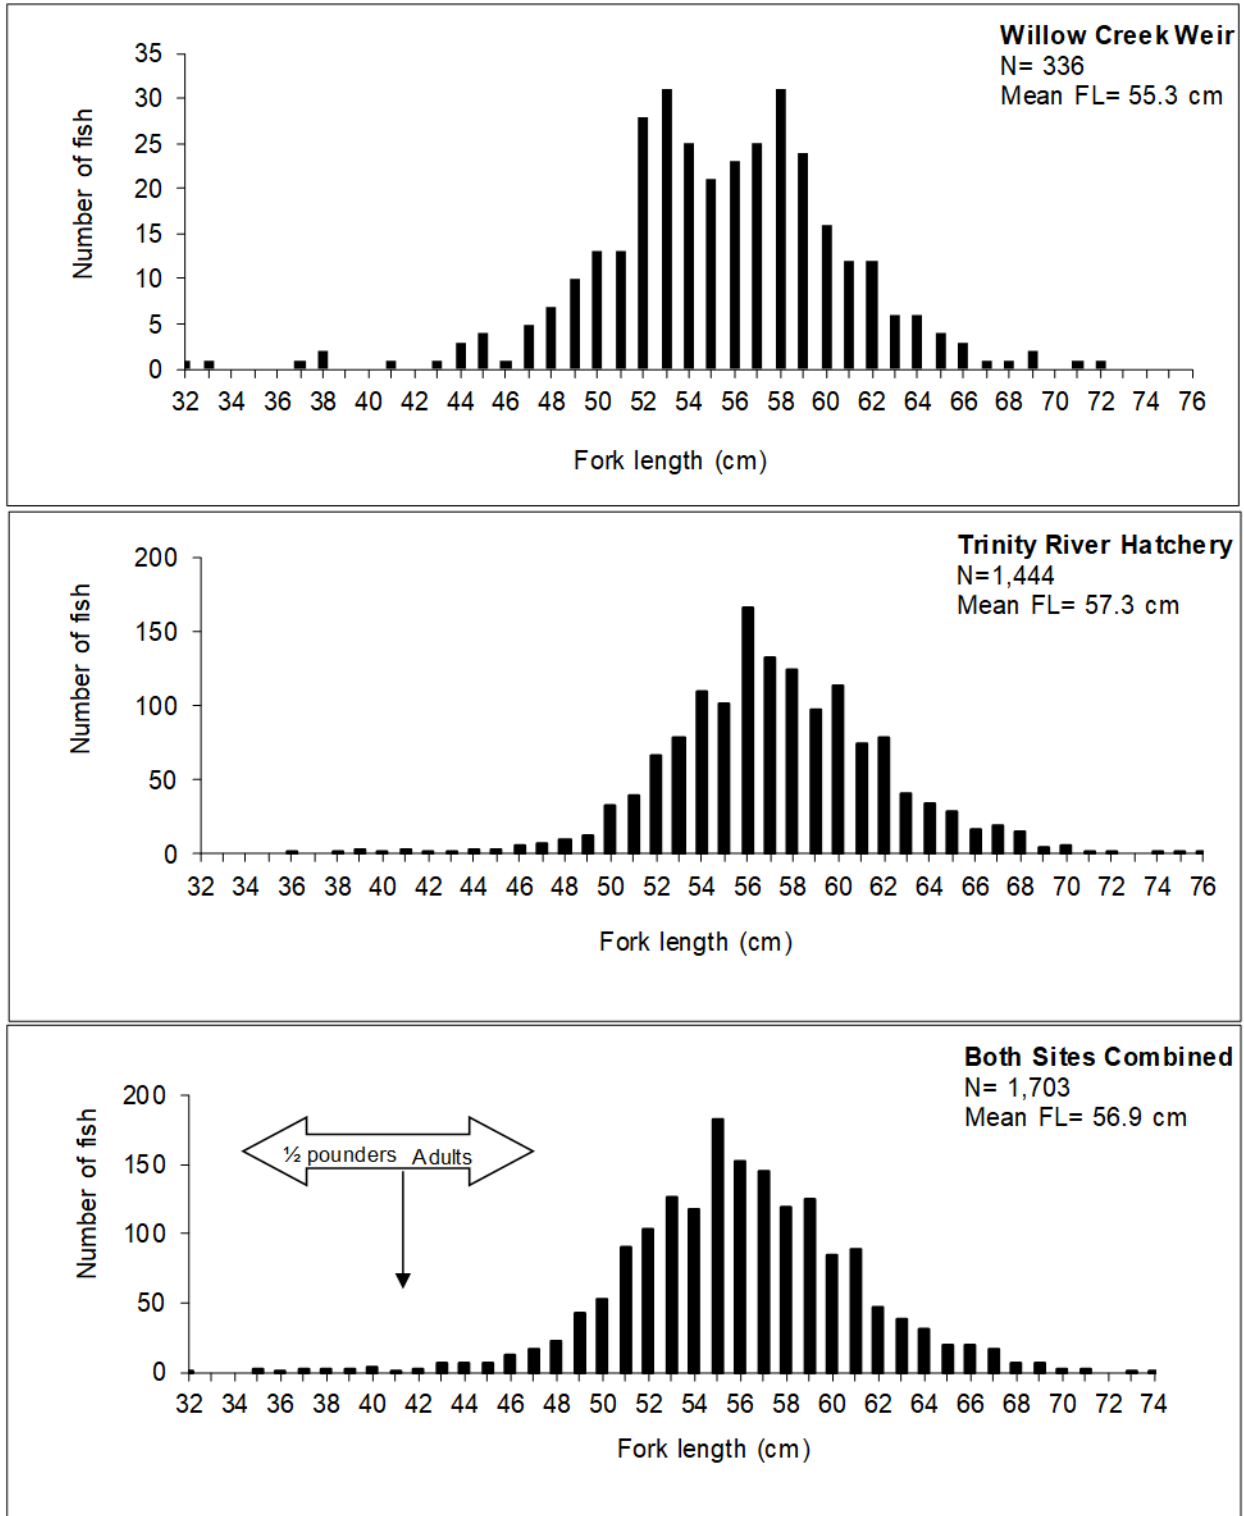 Willow Creek Weir
N= 336
Mean FL= 55.3 cm
Number of fish
35
30
25
20
15
10
5
0
32 34 36 38 40 42 44 46 48 50 52 54 56 58 60 62 64 66 68 70 72 74 76
Fork length (cm)
Trinity River Hatchery
N=1,444
Mean FL= 57.3 cm
Number of fish
200
150
100
50
0
32 34 36 38 40 42 44 46 48 50 52 54 56 58 60 62 64 66 68 70 72 74 76
Fork length (cm)
Both Sites Combined
N= 1,703
Mean FL= 56.9 cm
Number of fish
200
150
100
50
0
½ pounders Adults
32 34 36 38 40 42 44 46 48 50 52 54 56 58 60 62 64 66 68 70 72 74
Fork length (cm)